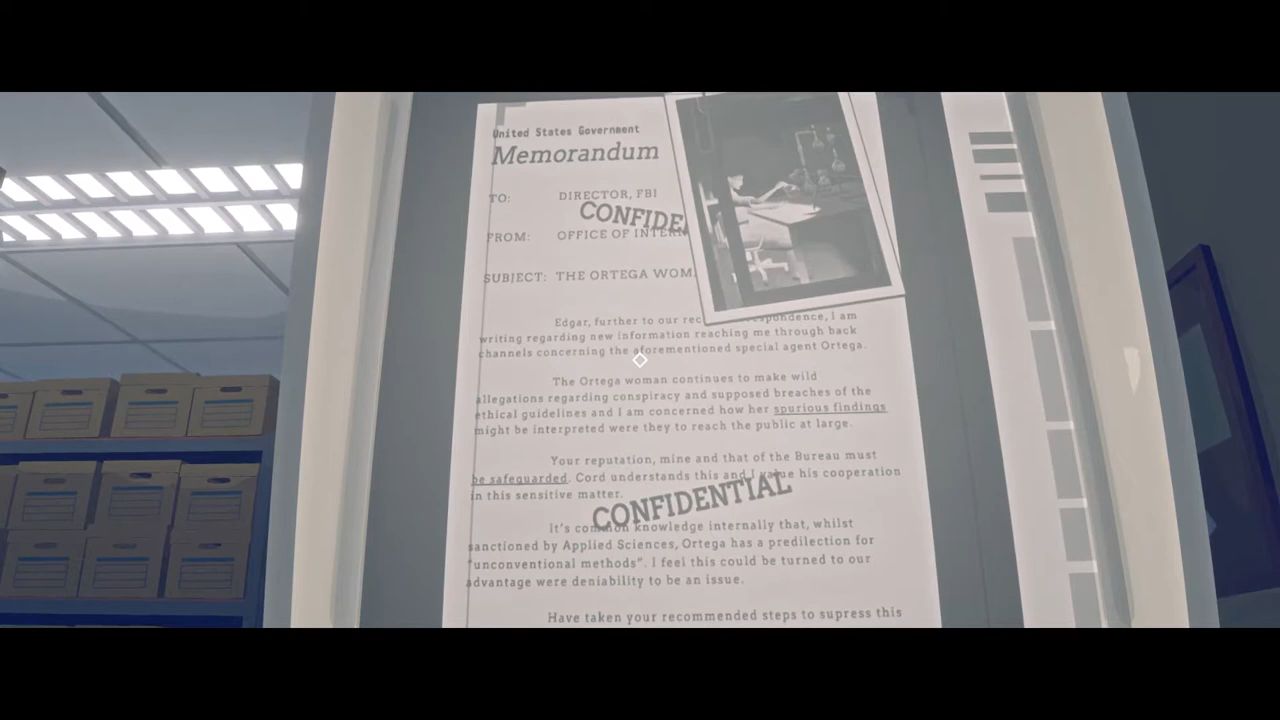 United States Government
Memorandum
TO: DIRECTOR, FBI
CONFIDE
FROM: OFFICE OF INTERN
SUBJECT: THE ORTEGA WOM
Edgar, further to our rec pondence, I am
writing regarding new information reaching me through back
channels concerning the aforementioned special agent Ortega.
The Ortega woman continues to make wild
allegations regarding conspiracy and supposed breaches of the
ethical guidelines and I am concerned how her spurious findings
might be interpreted were they to reach the public at large.
Your reputation, mine and that of the Bureau must
be safeguarded. Cord understands this and I value his cooperation
in this sensitive matter.
CONFIDENTIAL
It's common knowledge internally that, whilst
sanctioned by Applied Sciences, Ortega has a predilection for
"unconventional methods". I feel this could be turned to our
advantage were deniability to be an issue.
Have taken your recommended steps to supress this